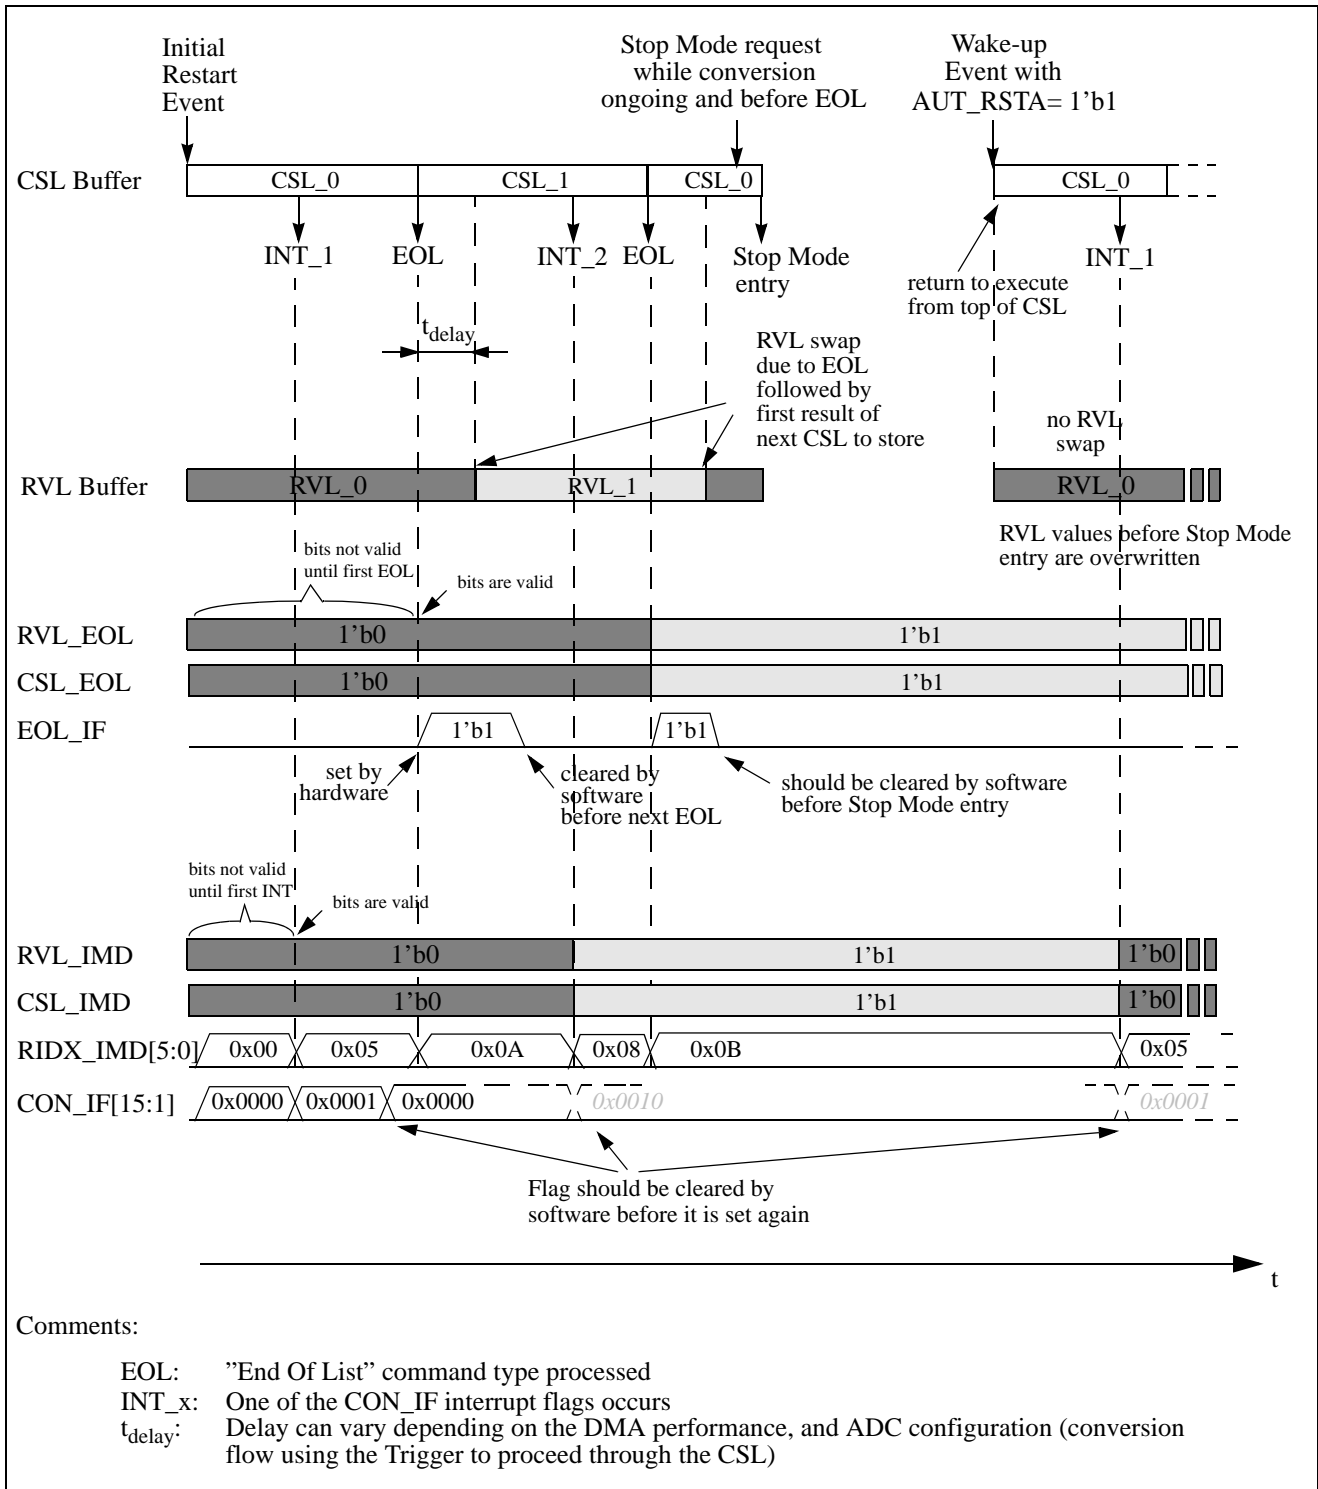 Initial
Restart
Event
Stop Mode request
while conversion
ongoing and before EOL
Wake-up
Event with
AUT_RSTA= 1’b1
CSL Buffer
CSL_0
CSL_1
CSL_0
CSL_0
INT_1
EOL
INT_2
EOL
Stop Mode
entry
INT_1
return to execute
from top of CSL
tdelay
RVL swap
due to EOL
followed by
first result of
next CSL to store
no RVL
swap
RVL Buffer
RVL_0
RVL_1
RVL_0
RVL values before Stop Mode
entry are overwritten
bits not valid
until first EOL
bits are valid
RVL_EOL
1’b0
1’b1
CSL_EOL
1’b0
1’b1
EOL_IF
1’b1
1’b1
set by
hardware
cleared by
software
before next EOL
should be cleared by software
before Stop Mode entry
bits not valid
until first INT
bits are valid
RVL_IMD
1’b0
1’b1
1’b0
CSL_IMD
1’b0
1’b1
1’b0
RIDX_IMD[5:0]
0x00
0x05
0x0A
0x08
0x0B
0x05
CON_IF[15:1]
0x0000
0x0001
0x0000
0x0010
0x0001
Flag should be cleared by
software before it is set again
t
Comments:
EOL: ”End Of List” command type processed
INT_x: One of the CON_IF interrupt flags occurs
tdelay: Delay can vary depending on the DMA performance, and ADC configuration (conversion
flow using the Trigger to proceed through the CSL)